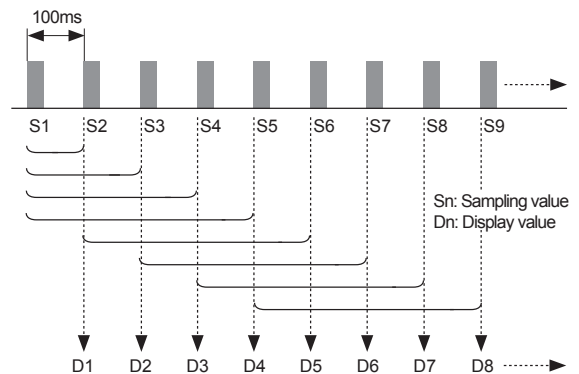 100ms
S1 S2 S3 S4 S5 S6 S7 S8 S9
Sn: Sampling value
Dn: Display value
D1 D2 D3 D4 D5 D6 D7 D8